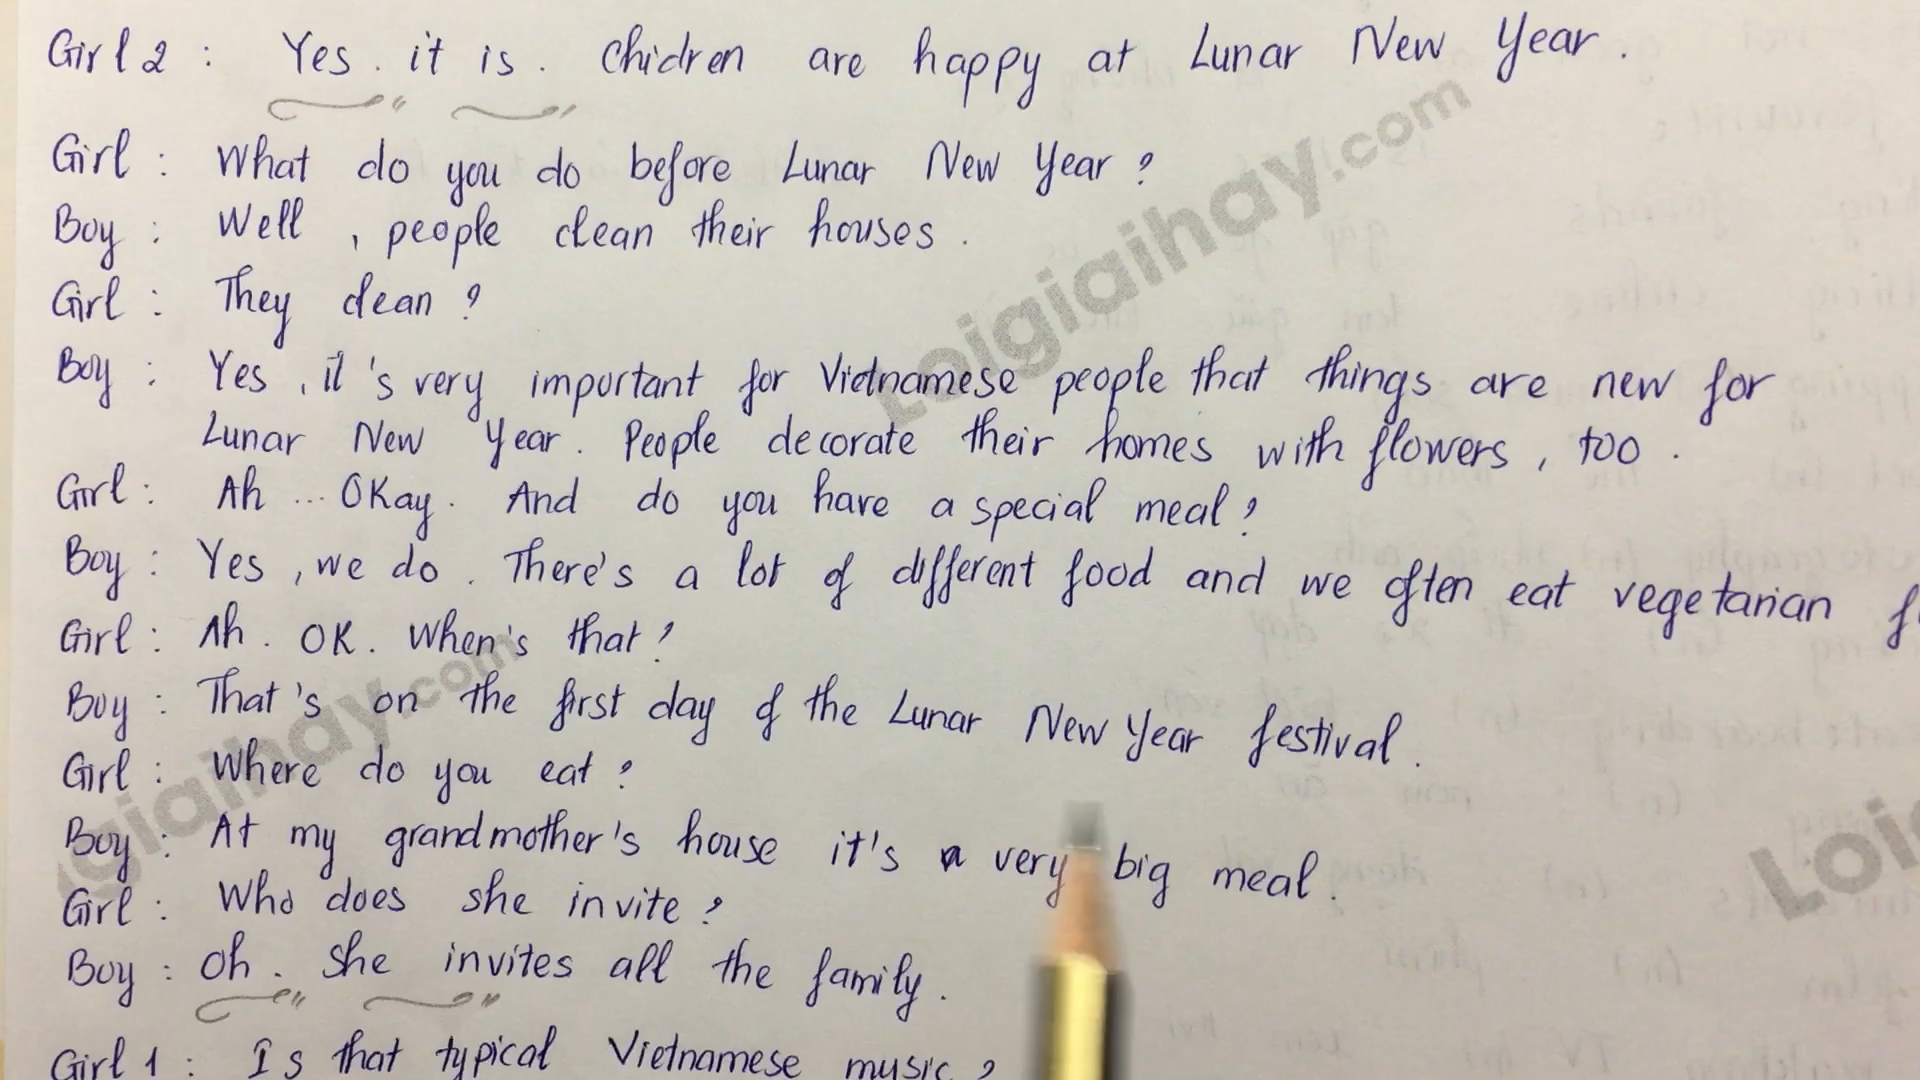 Girl 2 : Yes . it is . Chidren are happy at Lunar New Year .
Girl : What do you do before Lunar New Year ?
Boy : Well , people clean their houses .
Girl : They clean ?
Boy : Yes , it's very important for Vietnamese people that things are new for
Lunar New Year . People decorate their homes with flowers , too .
Girl : Ah ... Okay . And do you have a special meal ?
Boy : Yes , we do . There's a lot of different food and we often eat vegetarian
Girl : Ah . OK . When's that ?
Boy : That's on the first day of the Lunar New Year festival .
Girl : Where do you eat ?
Boy : At my grandmother's house it's a very big meal .
Girl : Who does she invite ?
Boy : Oh . She invites all the family .
Girl 1 : Is that typical Vietnamese music ?
Loigiaihay.com
giaihay.com
Loig